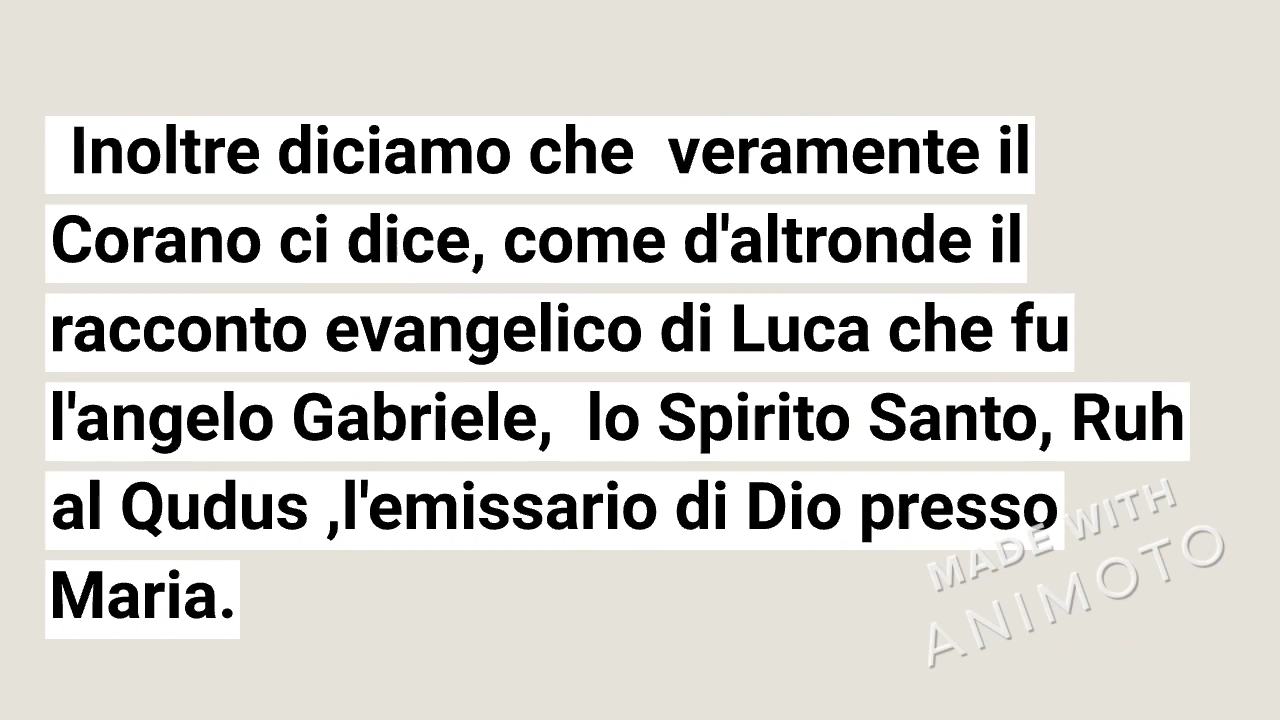 Inoltre diciamo che  veramente il
Corano ci dice, come d'altronde il
racconto evangelico di Luca che fu
l'angelo Gabriele,  lo Spirito Santo, Ruh
al Qudus ,l'emissario di Dio presso
Maria.
MADE WITH
ANIMOTO